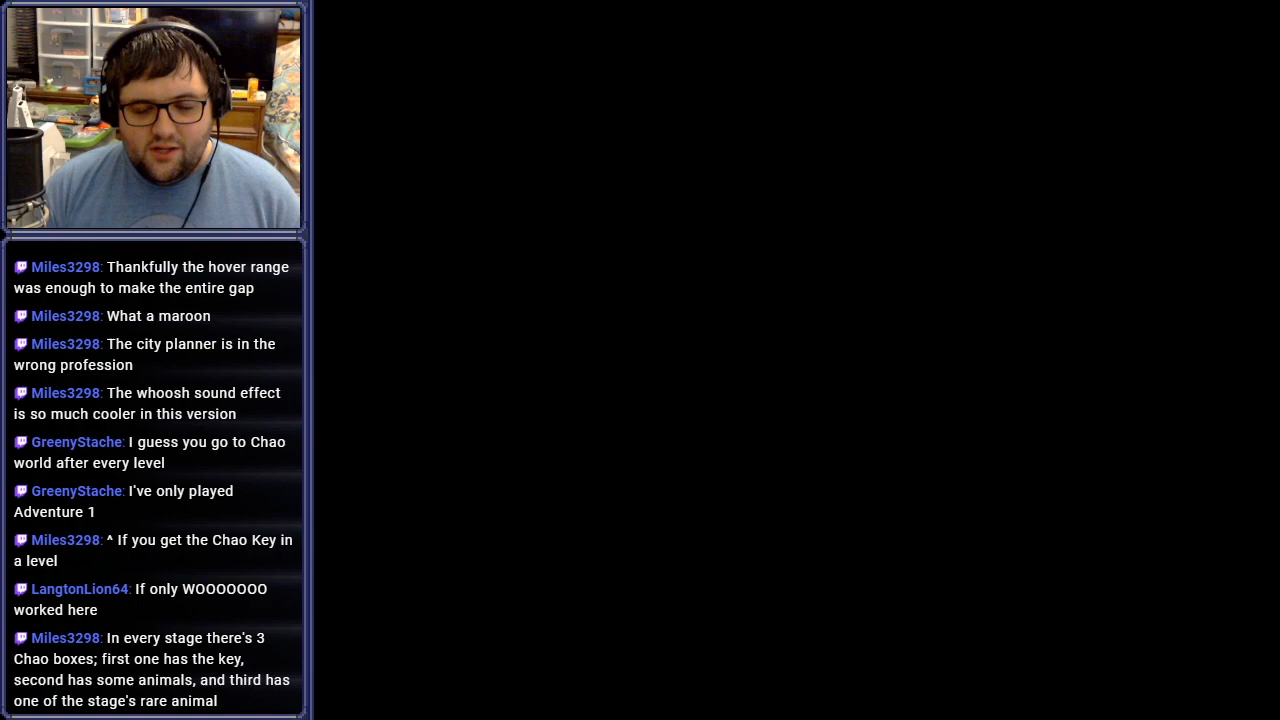 Miles3298: Thankfully the hover range
was enough to make the entire gap
Miles3298: What a maroon
Miles3298: The city planner is in the
wrong profession
Miles3298: The whoosh sound effect
is so much cooler in this version
GreenyStache: I guess you go to Chao
world after every level
GreenyStache: I've only played
Adventure 1
Miles3298: ^ If you get the Chao Key in
a level
LangtonLion64: If only WOOOOOOO
worked here
Miles3298: In every stage there's 3
Chao boxes; first one has the key,
second has some animals, and third has
one of the stage's rare animal